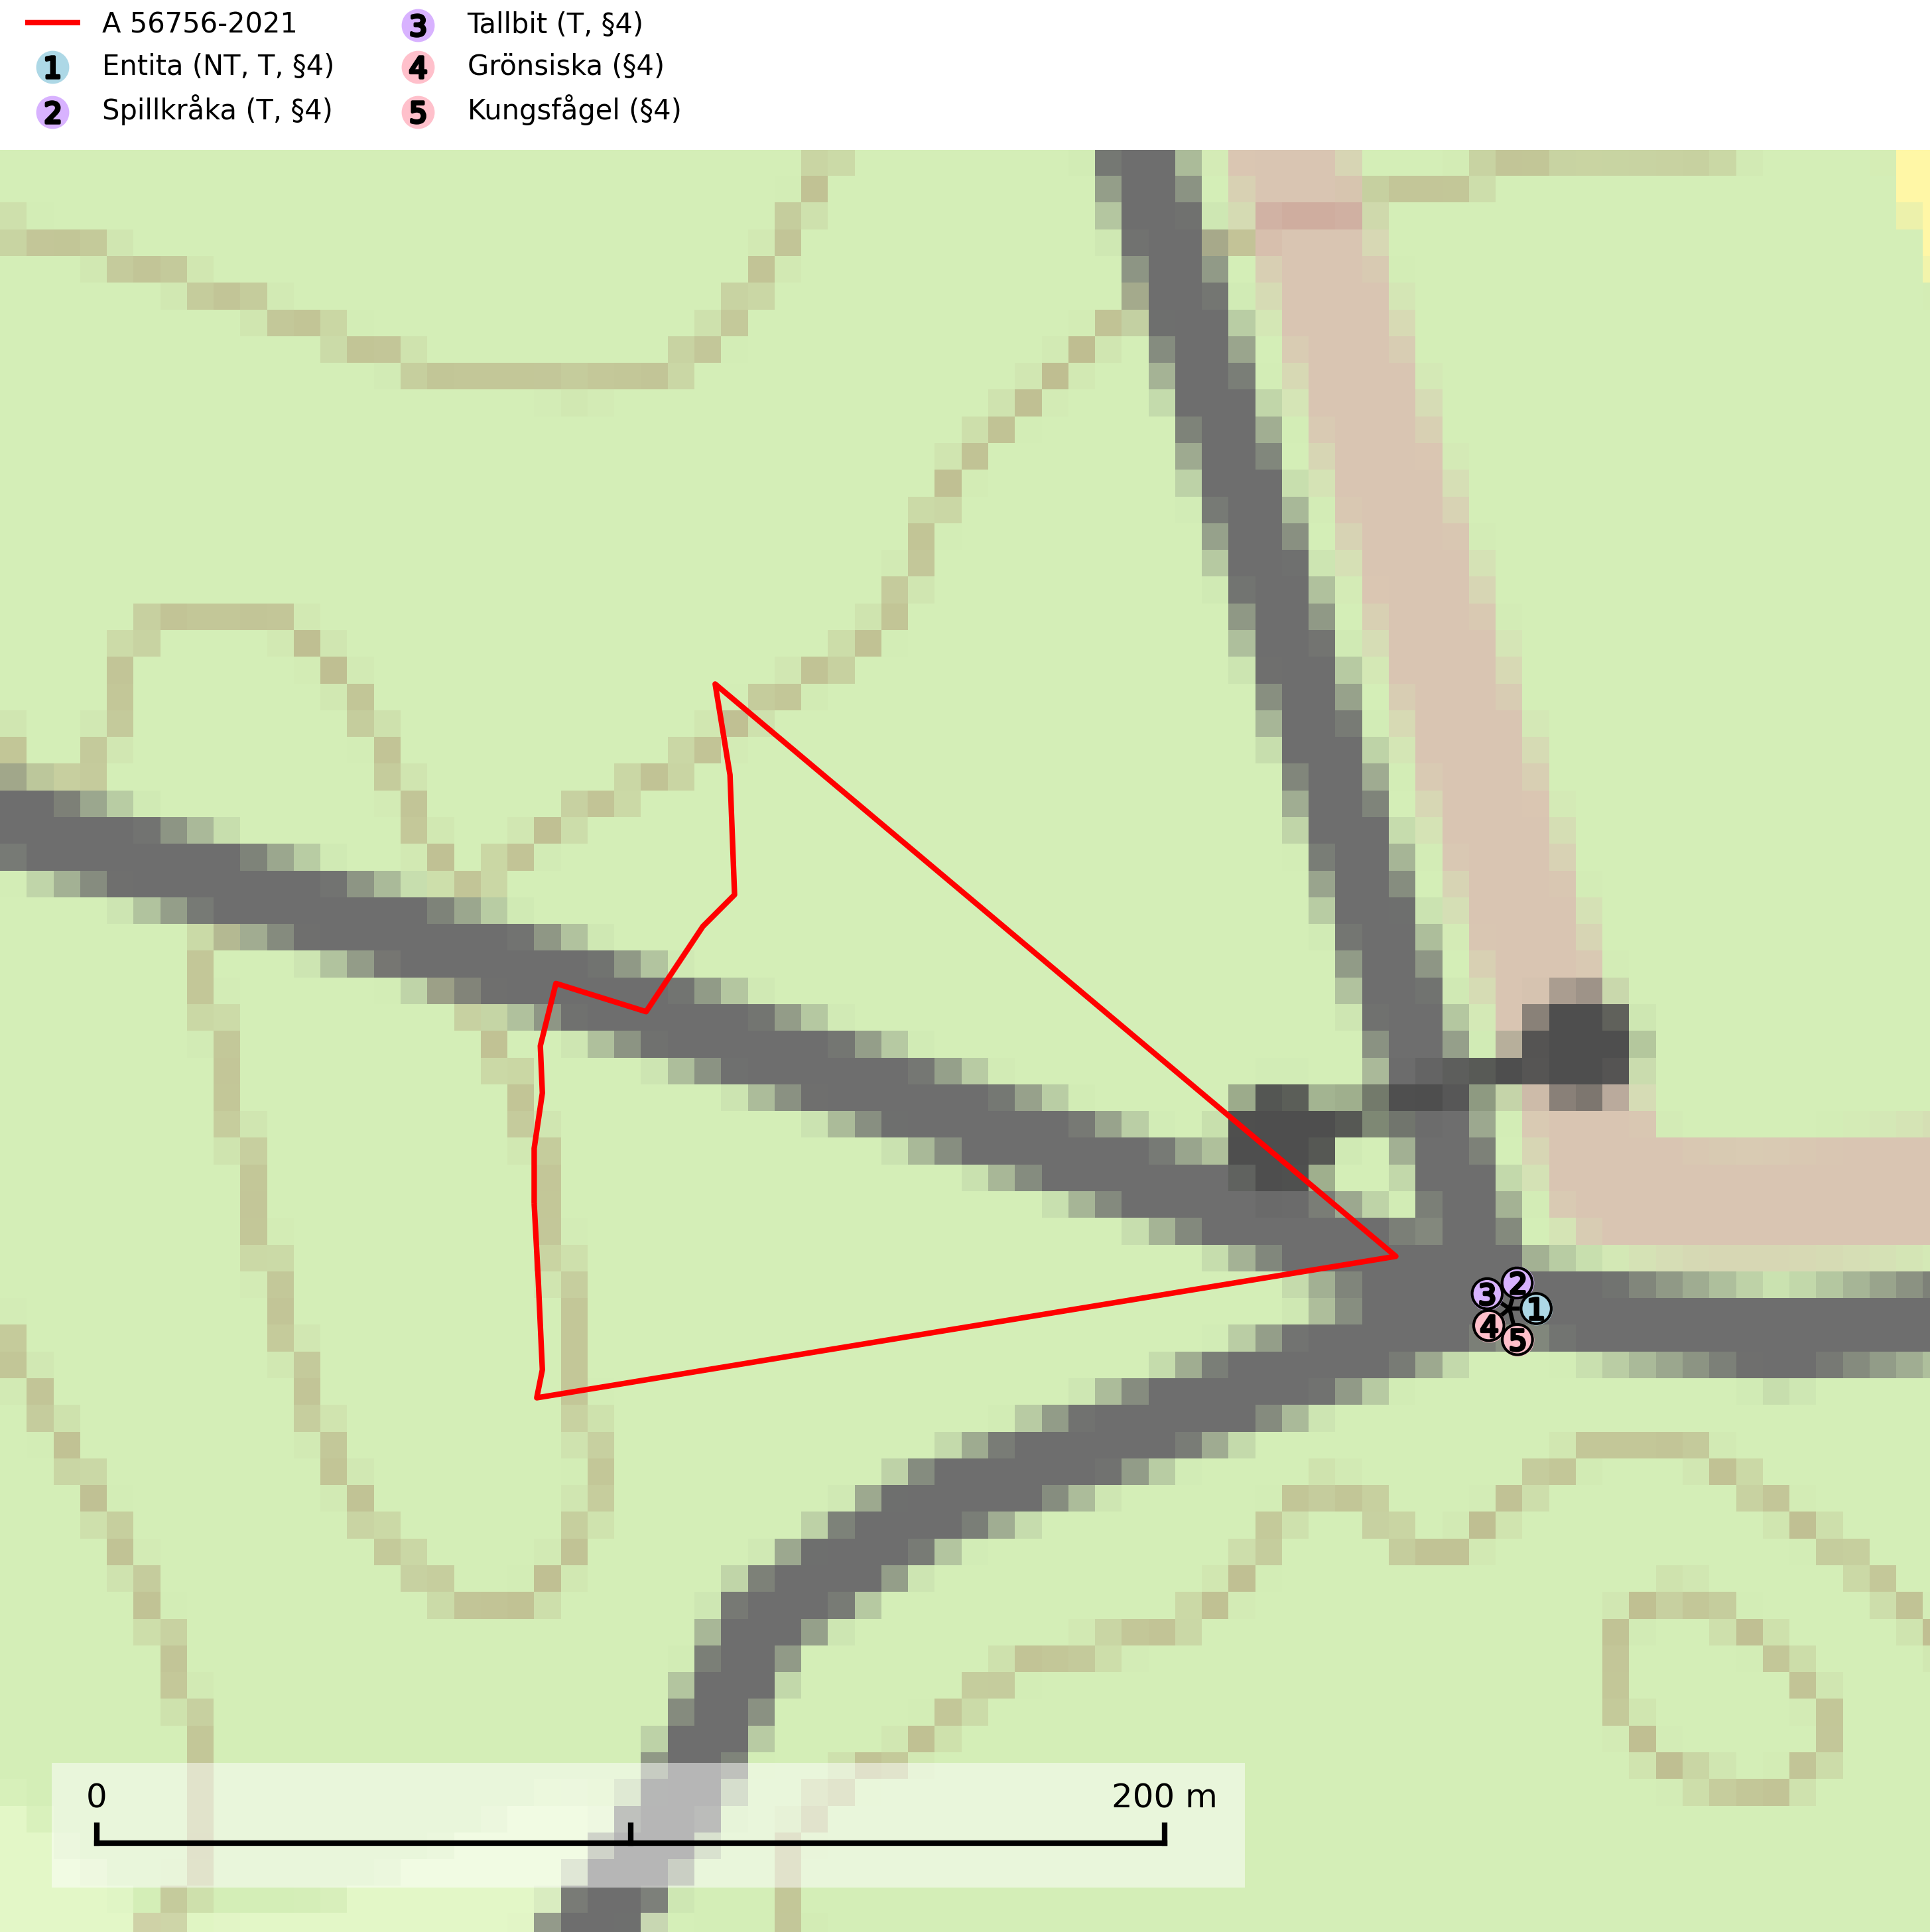 A 56756-2021
1 Entita (NT, T, §4)
2 Spillkråka (T, §4)
3 Tallbit (T, §4)
4 Grönsiska (§4)
5 Kungsfågel (§4)
3 2 1 4 5
0 200 m